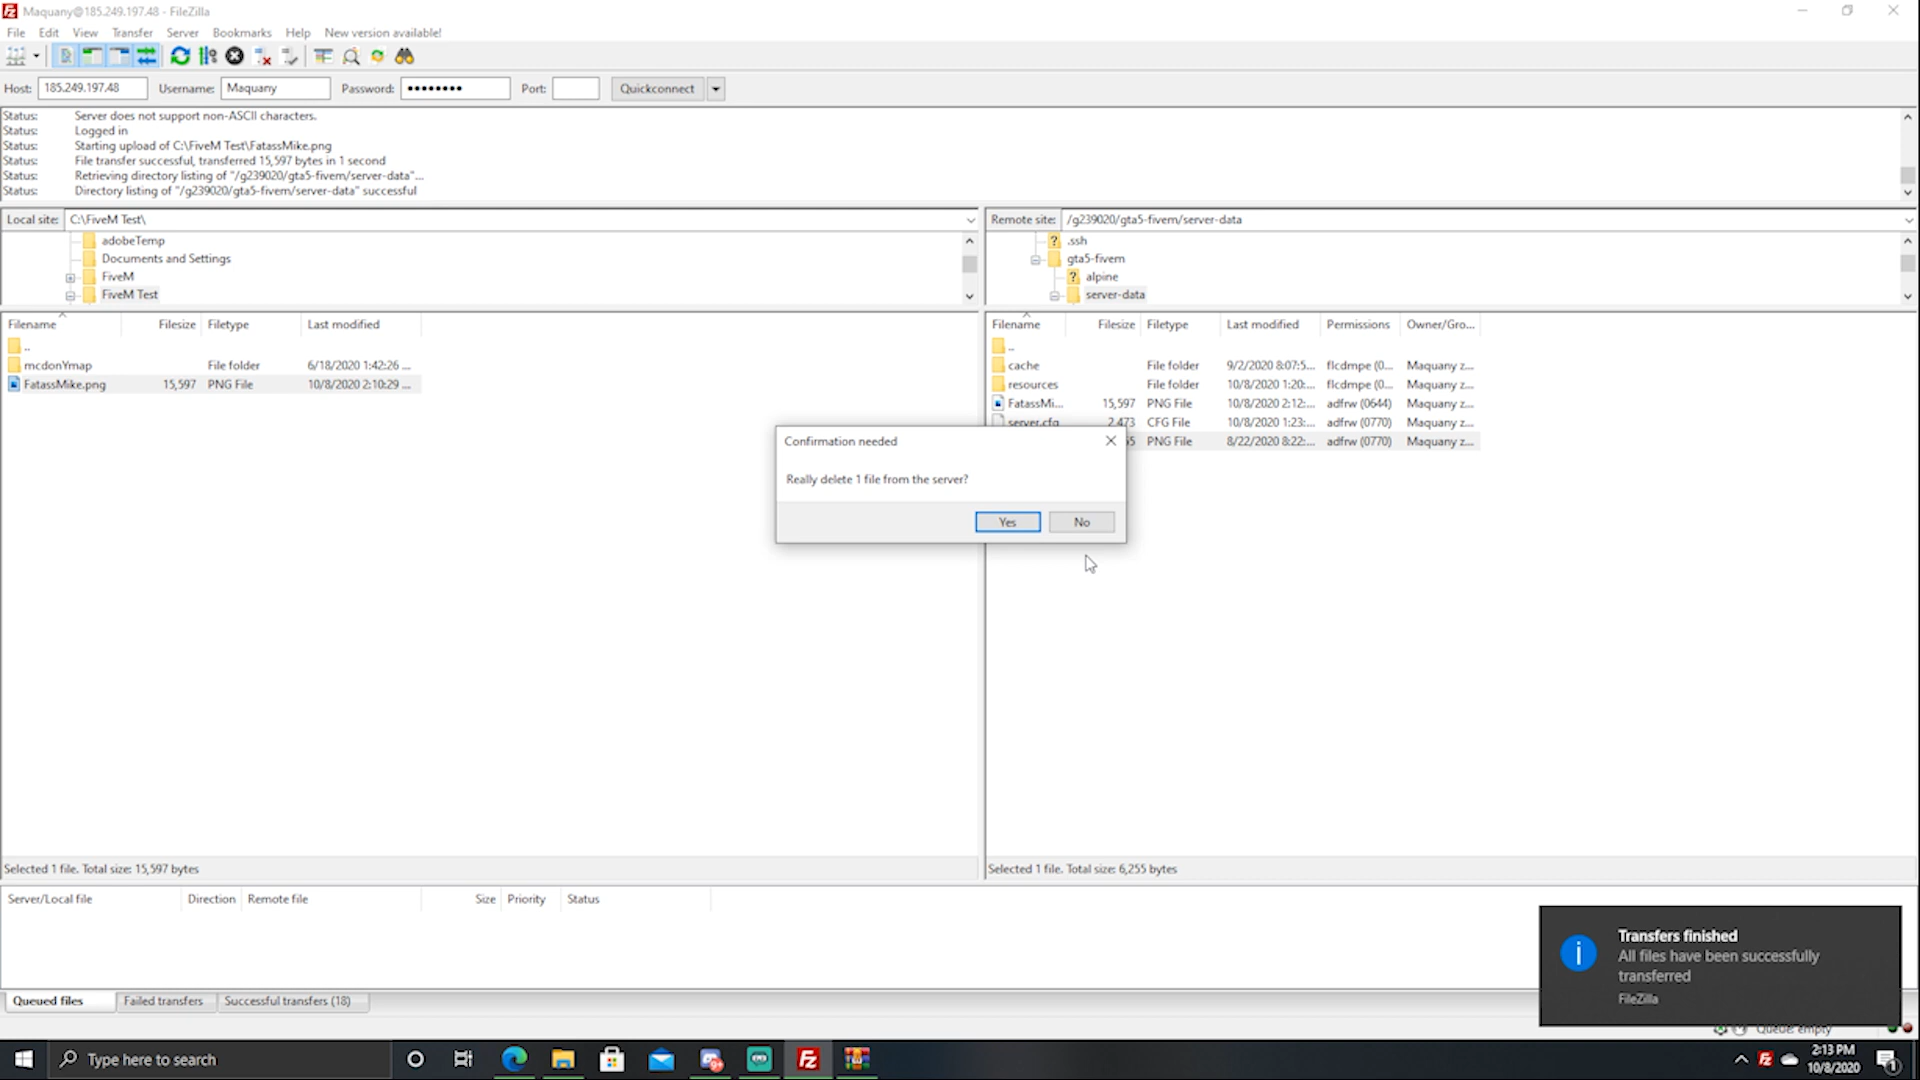 Maquany@185.249.197.48 - FileZilla
File Edit View Transfer Server Bookmarks Help New version available!
Host: 185.249.197.48 Username: Maquany Password: •••••••• Port: Quickconnect
Status: Server does not support non-ASCII characters.
Status: Logged in
Status: Starting upload of C:\FiveM Test\FatassMike.png
Status: File transfer successful, transferred 15,597 bytes in 1 second
Status: Retrieving directory listing of "/g239020/gta5-fivem/server-data"...
Status: Directory listing of "/g239020/gta5-fivem/server-data" successful
Local site: C:\FiveM Test\
adobeTemp
Documents and Settings
FiveM
FiveM Test
Remote site: /g239020/gta5-fivem/server-data
.ssh
gta5-fivem
alpine
server-data
Filename Filesize Filetype Last modified
..
mcdonYmap File folder 6/18/2020 1:42:26 ...
FatassMike.png 15,597 PNG File 10/8/2020 2:10:29 ...
Filename Filesize Filetype Last modified Permissions Owner/Gro...
..
cache File folder 9/2/2020 8:07:5... flcdmpe (0... Maquany z...
resources File folder 10/8/2020 1:20:... flcdmpe (0... Maquany z...
FatassMi... 15,597 PNG File 10/8/2020 2:12:... adfrw (0644) Maquany z...
server.cfg 2,473 CFG File 10/8/2020 1:23:... adfrw (0770) Maquany z...
PNG File 8/22/2020 8:22:... adfrw (0770) Maquany z...
Confirmation needed
Really delete 1 file from the server?
Yes No
Selected 1 file. Total size: 15,597 bytes
Selected 1 file. Total size: 6,255 bytes
Server/Local file Direction Remote file Size Priority Status
Queued files Failed transfers Successful transfers (18)
Transfers finished
All files have been successfully
transferred
FileZilla
Queue: empty
Type here to search
2:13 PM
10/8/2020
1